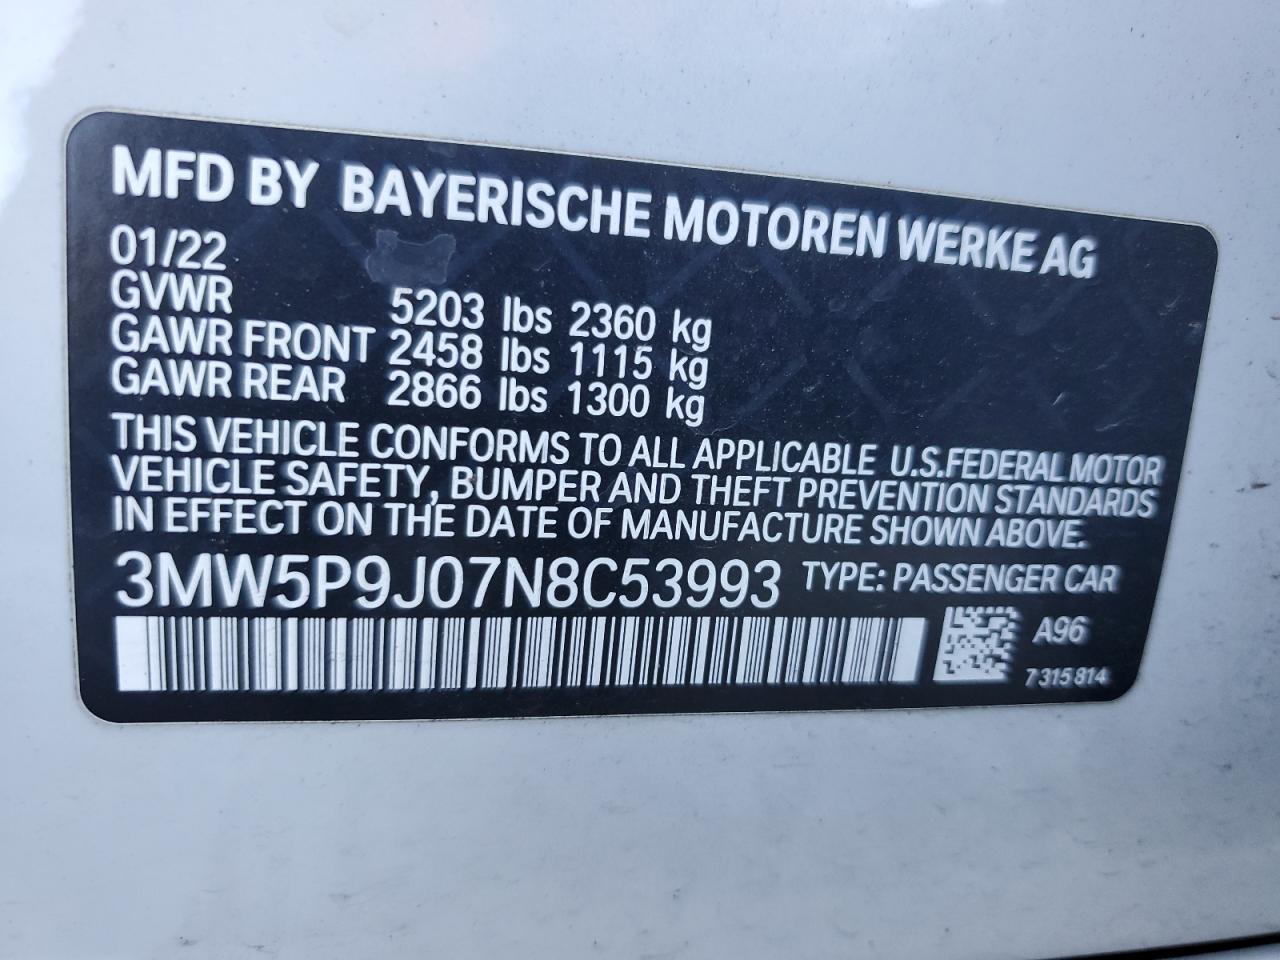 MFD BY BAYERISCHE MOTOREN WERKE AG
01/22
GVWR 5203 lbs 2360 kg
GAWR FRONT 2458 lbs 1115 kg
GAWR REAR 2866 lbs 1300 kg
THIS VEHICLE CONFORMS TO ALL APPLICABLE U.S.FEDERAL MOTOR
VEHICLE SAFETY, BUMPER AND THEFT PREVENTION STANDARDS
IN EFFECT ON THE DATE OF MANUFACTURE SHOWN ABOVE.
3MW5P9J07N8C53993 TYPE: PASSENGER CAR
A96
7 315 814